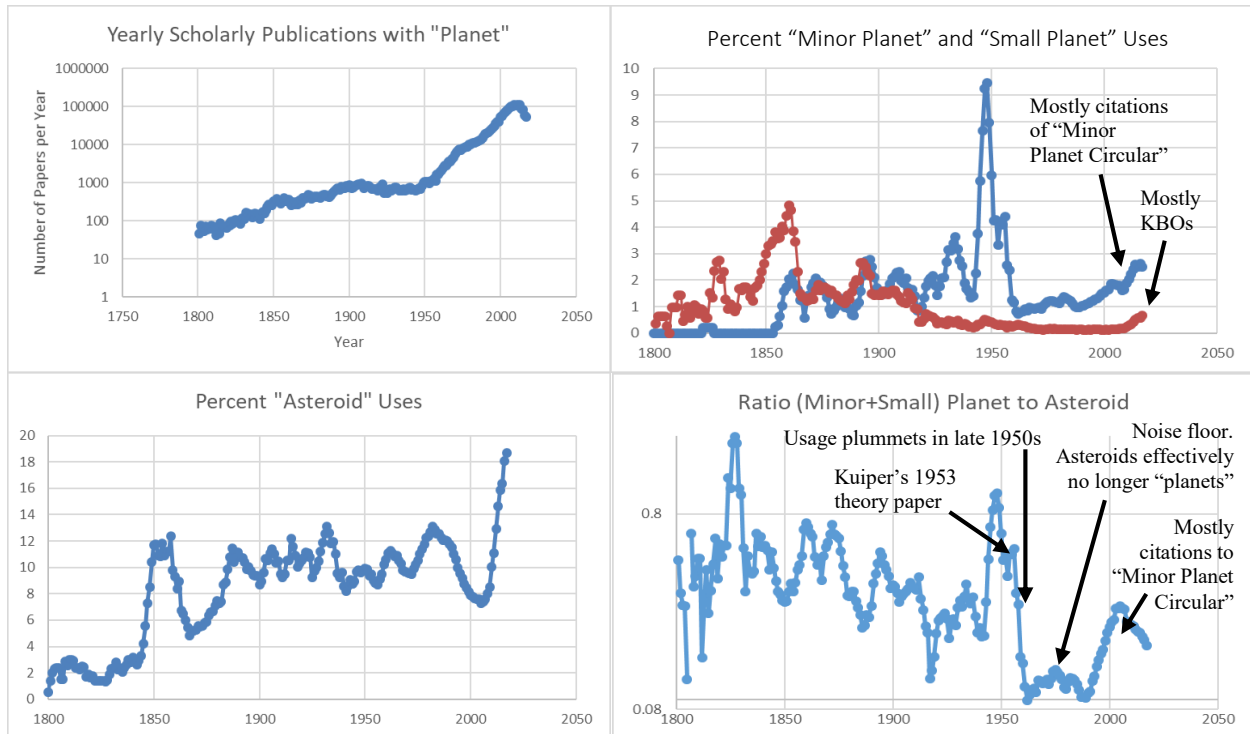 Yearly Scholarly Publications with "Planet"
Number of Papers per Year
1000000
100000
10000
1000
100
10
1
1750
1800
1850
1900
1950
2000
2050
Year
Percent “Minor Planet” and “Small Planet” Uses
10
9
8
7
6
5
4
3
2
1
0
1800
1850
1900
1950
2000
2050
Mostly citations
of “Minor
Planet Circular”
Mostly
KBOs
Percent "Asteroid" Uses
20
18
16
14
12
10
8
6
4
2
0
1800
1850
1900
1950
2000
2050
Ratio (Minor+Small) Planet to Asteroid
0.8
0.08
1800
1850
1900
1950
2000
2050
Usage plummets in late 1950s
Kuiper’s 1953
theory paper
Noise floor.
Asteroids effectively
no longer “planets”
Mostly
citations to
“Minor Planet
Circular”